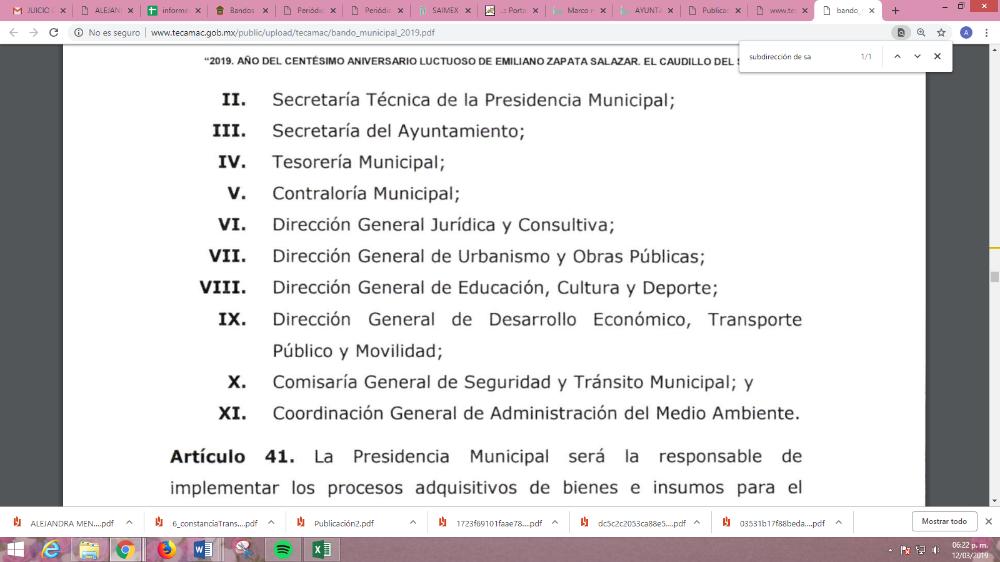 JUICIO D
ALEJAN
informe
Bandos
Periódic
Periódic
SAIMEX
..:: Porta
Marco n
AYUNTA
Publicac
www.tec
bando_
No es seguro
www.tecamac.gob.mx/public/upload/tecamac/bando_municipal_2019.pdf
A
subdirección de sa
1/1
“2019. AÑO DEL CENTÉSIMO ANIVERSARIO LUCTUOSO DE EMILIANO ZAPATA SALAZAR. EL CAUDILLO DEL S
II. Secretaría Técnica de la Presidencia Municipal;
III. Secretaría del Ayuntamiento;
IV. Tesorería Municipal;
V. Contraloría Municipal;
VI. Dirección General Jurídica y Consultiva;
VII. Dirección General de Urbanismo y Obras Públicas;
VIII. Dirección General de Educación, Cultura y Deporte;
IX. Dirección General de Desarrollo Económico, Transporte
Público y Movilidad;
X. Comisaría General de Seguridad y Tránsito Municipal; y
XI. Coordinación General de Administración del Medio Ambiente.
Artículo 41. La Presidencia Municipal será la responsable de
implementar los procesos adquisitivos de bienes e insumos para el
ALEJANDRA MEN....pdf
6_constanciaTrans....pdf
Publicación2.pdf
1723f69101faae78....pdf
dc5c2c2053ca88e5....pdf
03531b17f88beda....pdf
Mostrar todo
06:22 p. m.
12/03/2019